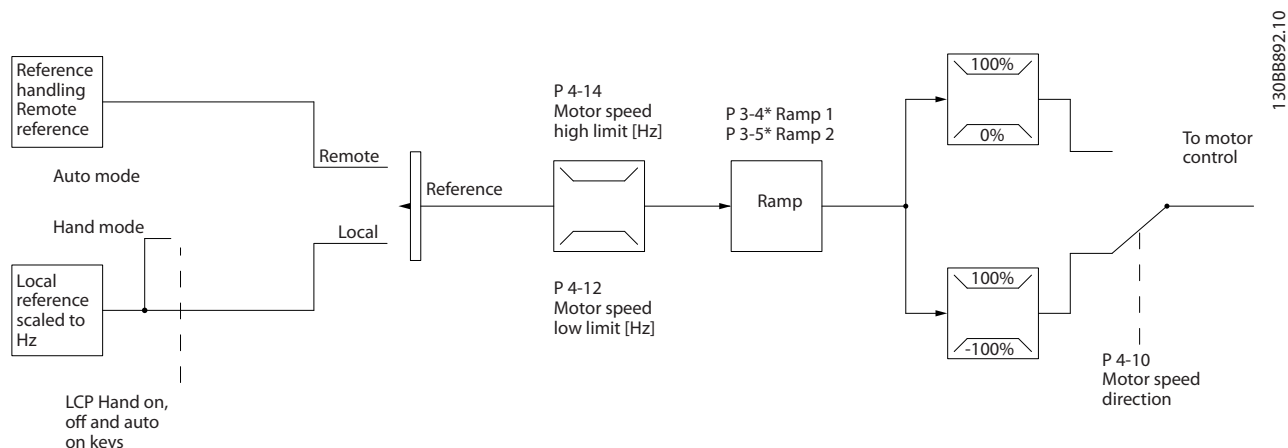 130BB892.10
Reference
handling
Remote
reference
Auto mode
Remote
Hand mode
Local
Local
reference
scaled to
Hz
LCP Hand on,
off and auto
on keys
Reference
P 4-14
Motor speed
high limit [Hz]
P 4-12
Motor speed
low limit [Hz]
P 3-4* Ramp 1
P 3-5* Ramp 2
Ramp
100%
0%
100%
-100%
To motor
control
P 4-10
Motor speed
direction